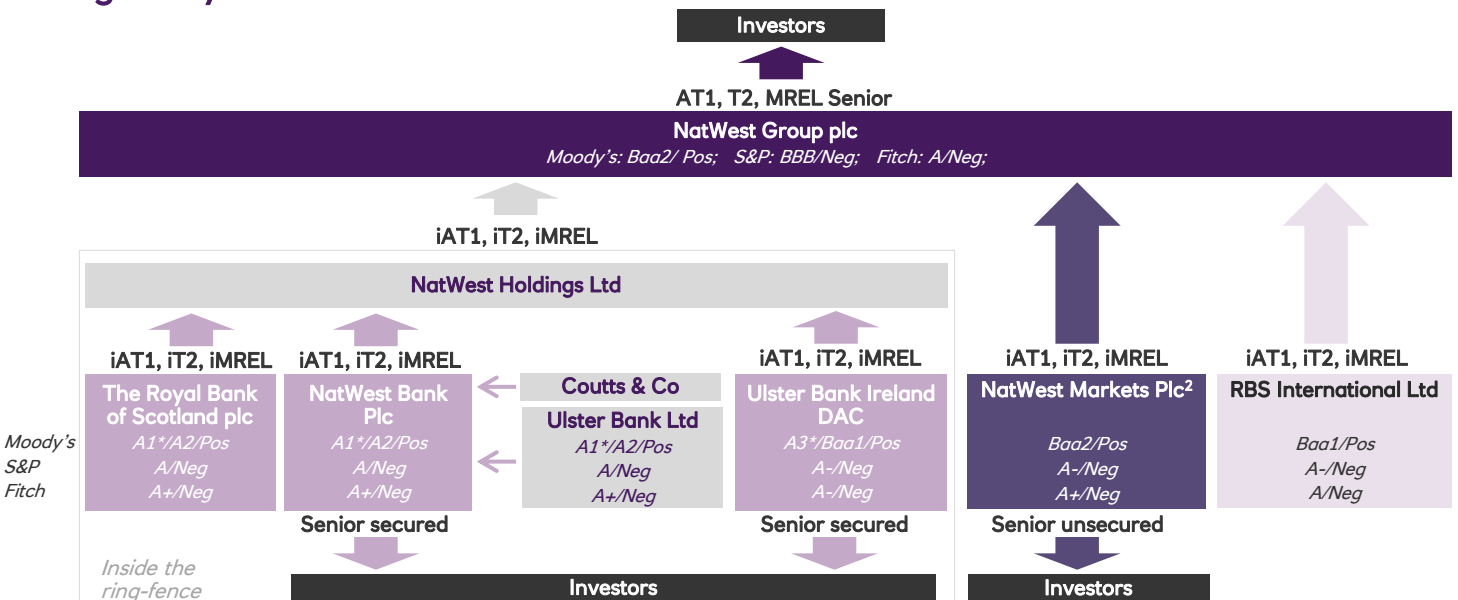 Investors
AT1, T2, MREL Senior
NatWest Group plc
Moody's: Baa2/ Pos; S&P: BBB/Neg; Fitch: A/Neg;
iAT1, iT2, iMREL
NatWest Holdings Ltd
iAT1, iT2, iMREL
iAT1, iT2, iMREL
iAT1, iT2, iMREL
iAT1, iT2, iMREL
iAT1, iT2, iMREL
Moody's
S&P
Fitch
The Royal Bank
of Scotland plc
A1*/A2/Pos
A/Neg
A+/Neg
NatWest Bank
Plc
A1*/A2/Pos
A/Neg
A+/Neg
Coutts & Co
Ulster Bank Ltd
A1*/A2/Pos
A/Neg
A+/Neg
Ulster Bank Ireland
DAC
A3*/Baa1/Pos
A-/Neg
A-/Neg
NatWest Markets Plc²
Baa2/Pos
A-/Neg
A+/Neg
RBS International Ltd
Baa1/Pos
A-/Neg
A/Neg
Senior secured
Senior secured
Senior unsecured
Inside the
ring-fence
Investors
Investors